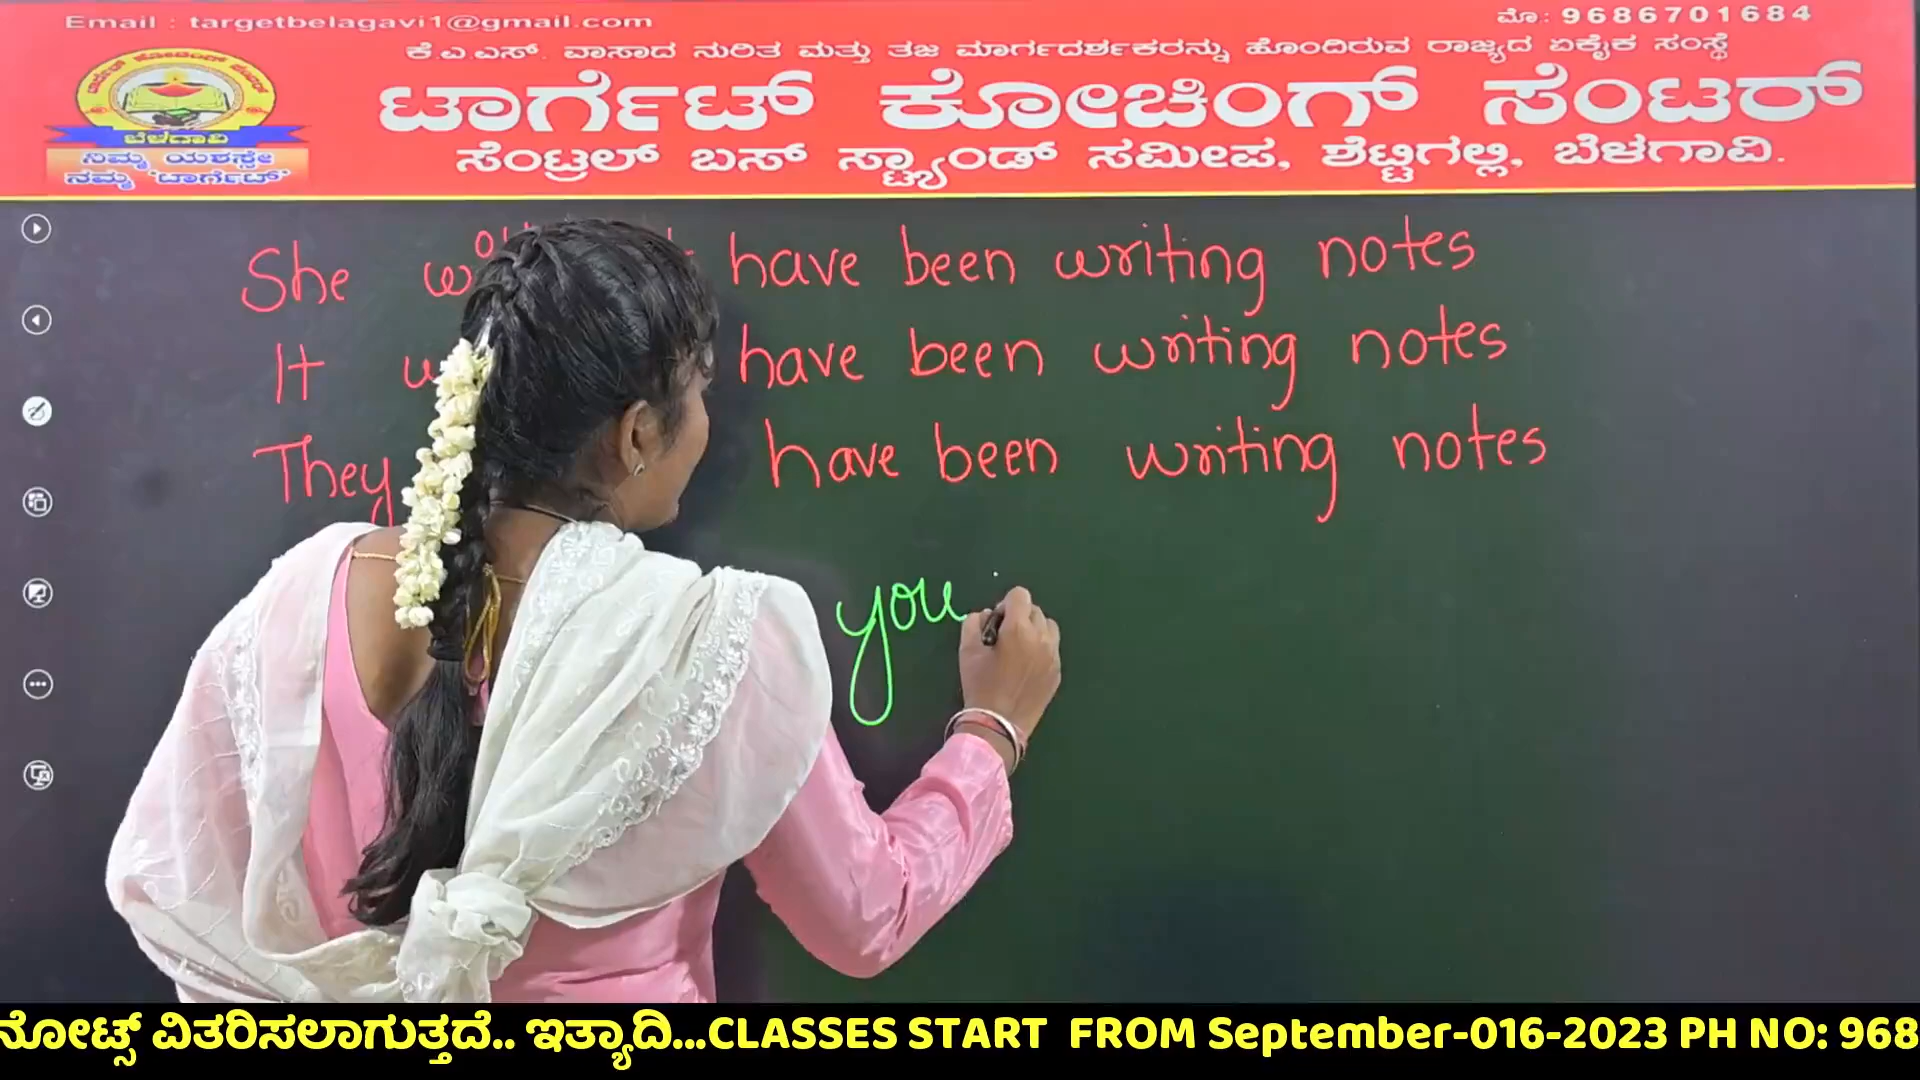 Email : targetbelagavi1@gmail.com
ಮೊ.: 9686701684
ಕೆ.ಎ.ಎಸ್. ಪಾಸಾದ ನುರಿತ ಮತ್ತು ತಜ್ಞ ಮಾರ್ಗದರ್ಶಕರನ್ನು ಹೊಂದಿರುವ ರಾಜ್ಯದ ಏಕೈಕ ಸಂಸ್ಥೆ
ಟಾರ್ಗೆಟ್ ಕೋಚಿಂಗ್ ಸೆಂಟರ್
ಸೆಂಟ್ರಲ್ ಬಸ್ ಸ್ಟ್ಯಾಂಡ್ ಸಮೀಪ, ಶೆಟ್ಟಿಗಲ್ಲಿ, ಬೆಳಗಾವಿ.
ಬೆಳಗಾವಿ
ನಿಮ್ಮ ಯಶಸ್ಸೇ
ನಮ್ಮ 'ಟಾರ್ಗೆಟ್'
She have been writing notes
It have been writing notes
They have been writing notes
you
ನೋಟ್ಸ್ ವಿತರಿಸಲಾಗುತ್ತದೆ.. ಇತ್ಯಾದಿ...CLASSES START FROM September-016-2023 PH NO: 968